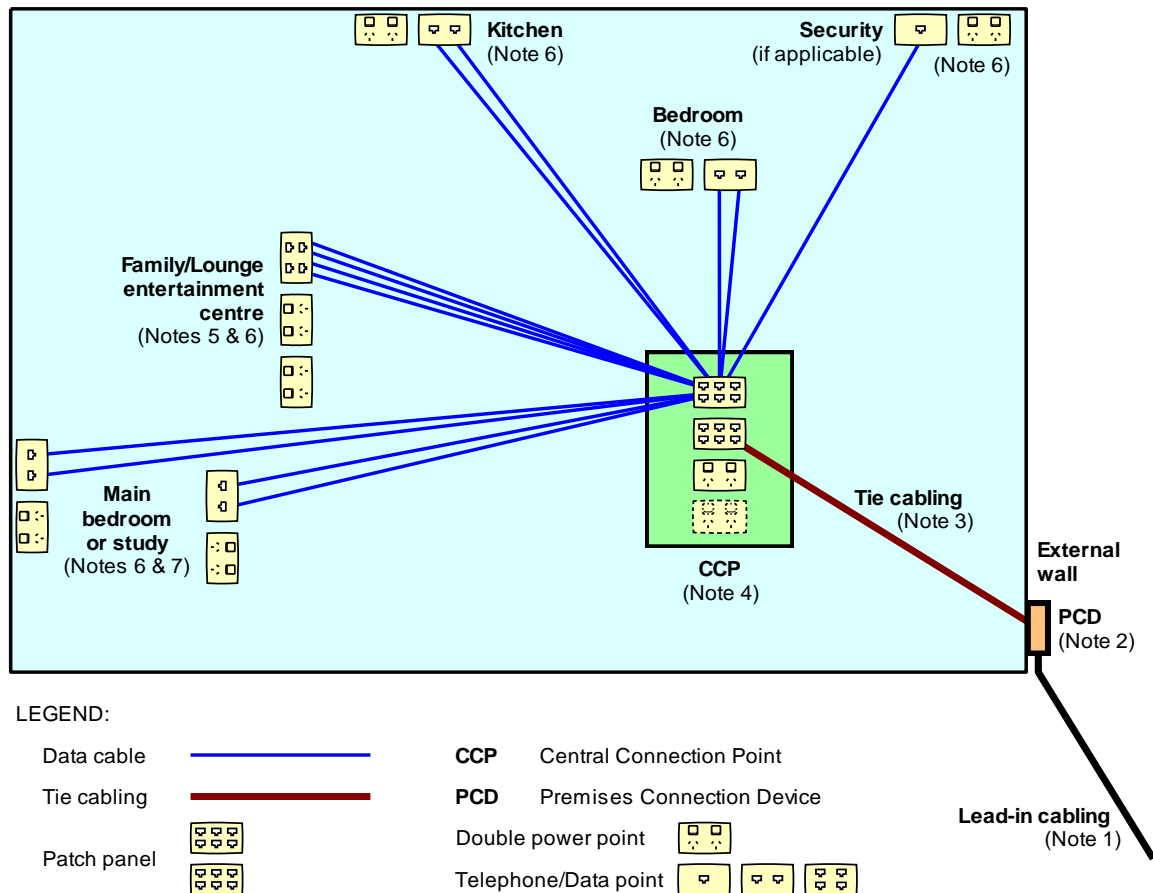 Kitchen
(Note 6)
Security
(if applicable)
(Note 6)
Bedroom
(Note 6)
Family/Lounge
entertainment
centre
(Notes 5 & 6)
Main
bedroom
or study
(Notes 6 & 7)
Tie cabling
(Note 3)
CCP
(Note 4)
External
wall
PCD
(Note 2)
Lead-in cabling
(Note 1)
LEGEND:
Data cable
CCP Central Connection Point
Tie cabling
PCD Premises Connection Device
Patch panel
Double power point
Telephone/Data point